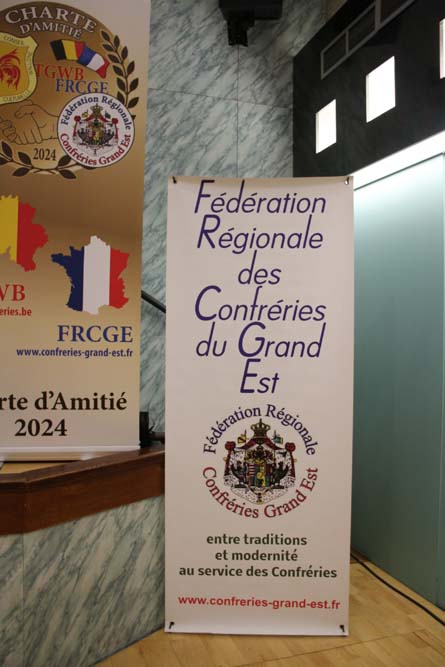 CHARTE
D'AMITIÉ
TGWB
FRCGE
Fédération Régionale
Confréries Grand Est
2024
WB
eries.be
FRCGE
www.confreries-grand-est.fr
rte d'Amitié
2024
Fédération
Régionale
des
Confréries
du Grand
Est
Fédération Régionale
Confréries Grand Est
entre traditions
et modernité
au service des Confréries
www.confreries-grand-est.fr